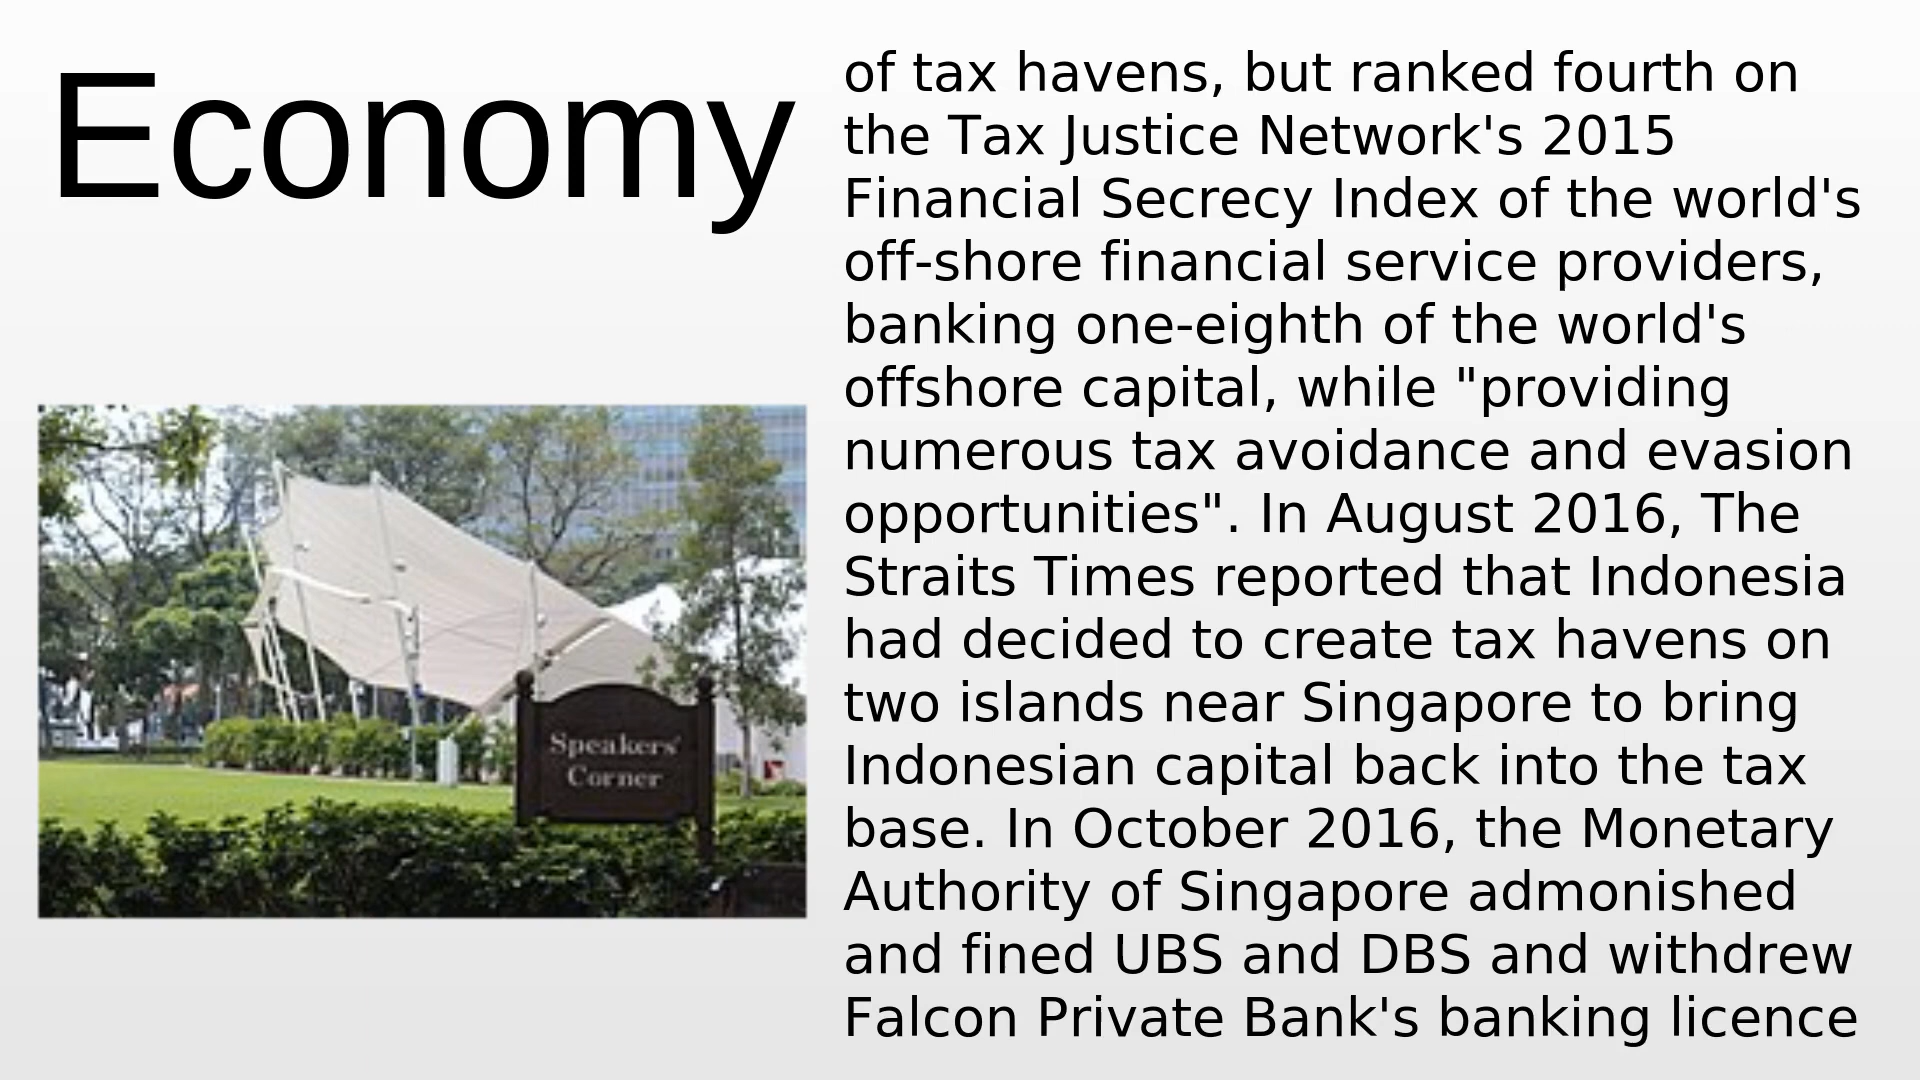 Economy
of tax havens, but ranked fourth on
the Tax Justice Network's 2015
Financial Secrecy Index of the world's
off-shore financial service providers,
banking one-eighth of the world's
offshore capital, while "providing
numerous tax avoidance and evasion
opportunities". In August 2016, The
Straits Times reported that Indonesia
had decided to create tax havens on
two islands near Singapore to bring
Indonesian capital back into the tax
base. In October 2016, the Monetary
Authority of Singapore admonished
and fined UBS and DBS and withdrew
Falcon Private Bank's banking licence
Speakers'
Corner